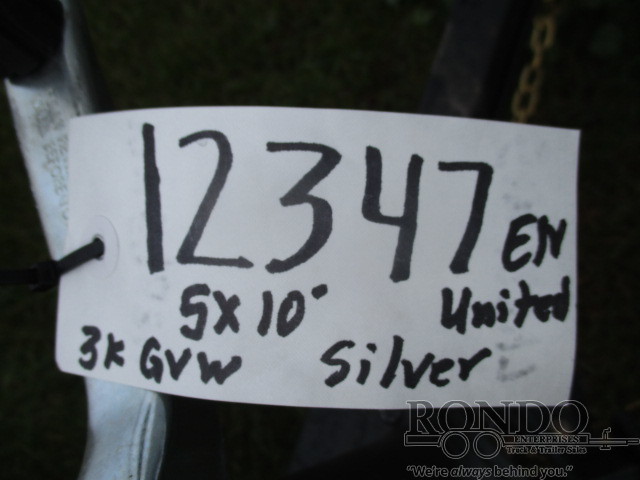 12347 EN
5X10' United
3K GVW Silver
RONDO
ENTERPRISES
Truck & Trailer Sales
"We're always behind you."